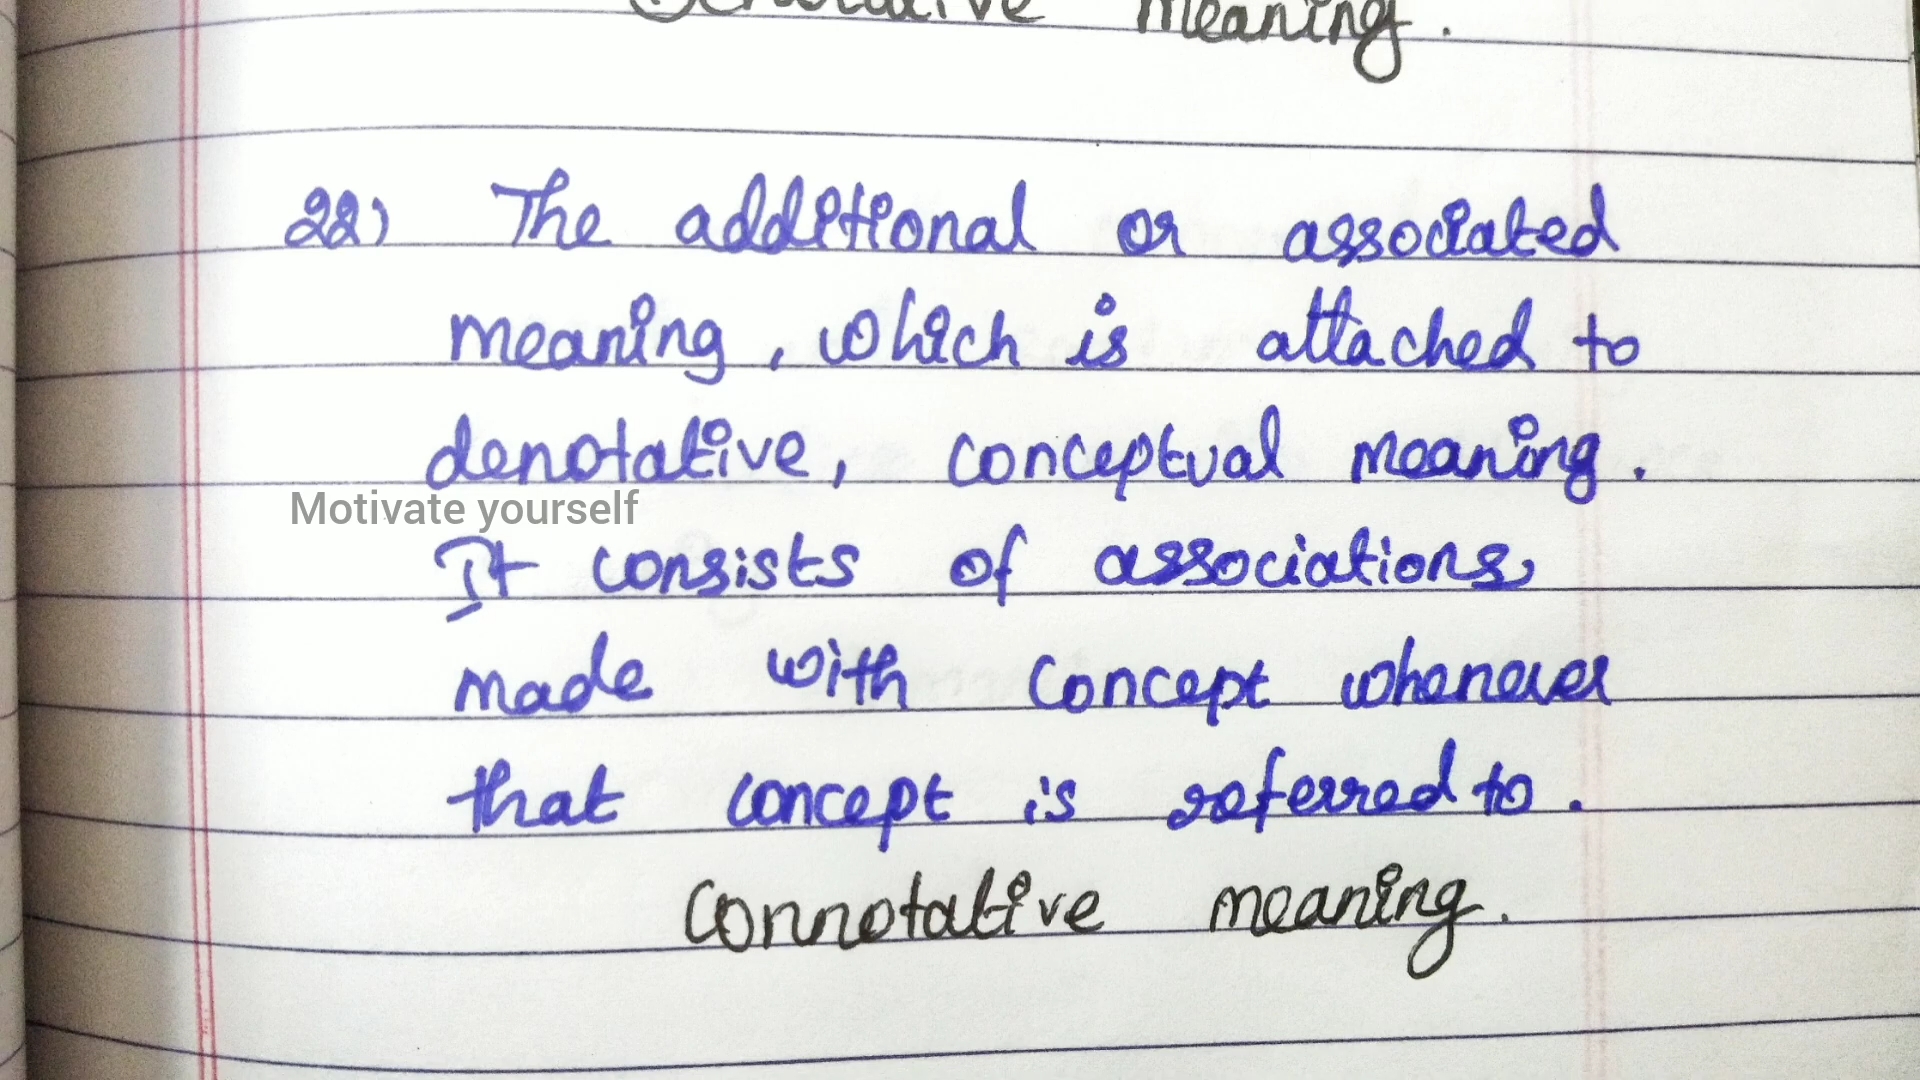 Denotative meaning.
22) The additional or associated
meaning, which is attached to
denotative, conceptual meaning.
Motivate yourself
It consists of associations,
made with concept whenever
that concept is referred to.
Connotative meaning.